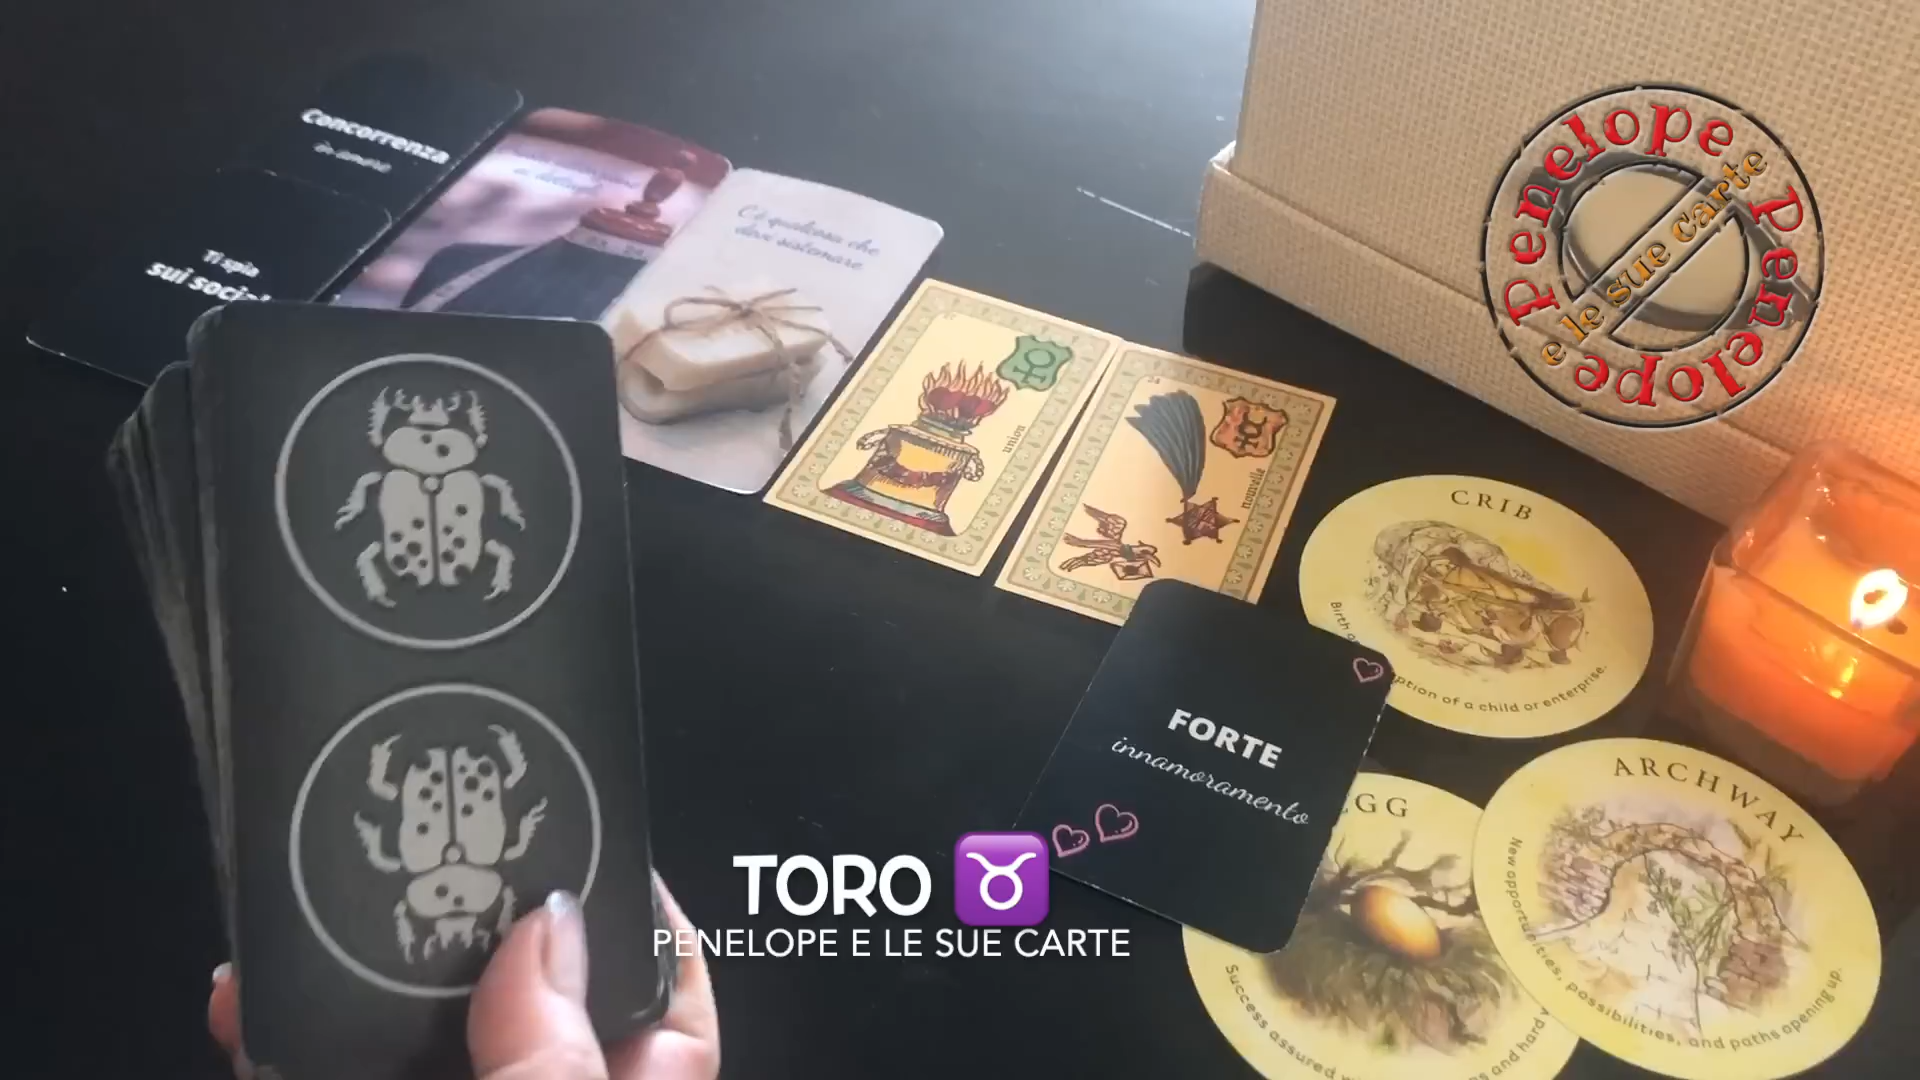 Concorrenza
in amore
Ti spia
sui social
C'è qualcosa che
devi sistemare
union
nouvelle
CRIB
ption of a child or enterprise.
FORTE
innamoramento
EGG
Success assured
and hard
ARCHWAY
New opportunities, possibilities, and paths opening up.
Penelope Penelope
e le sue carte
TORO
PENELOPE E LE SUE CARTE